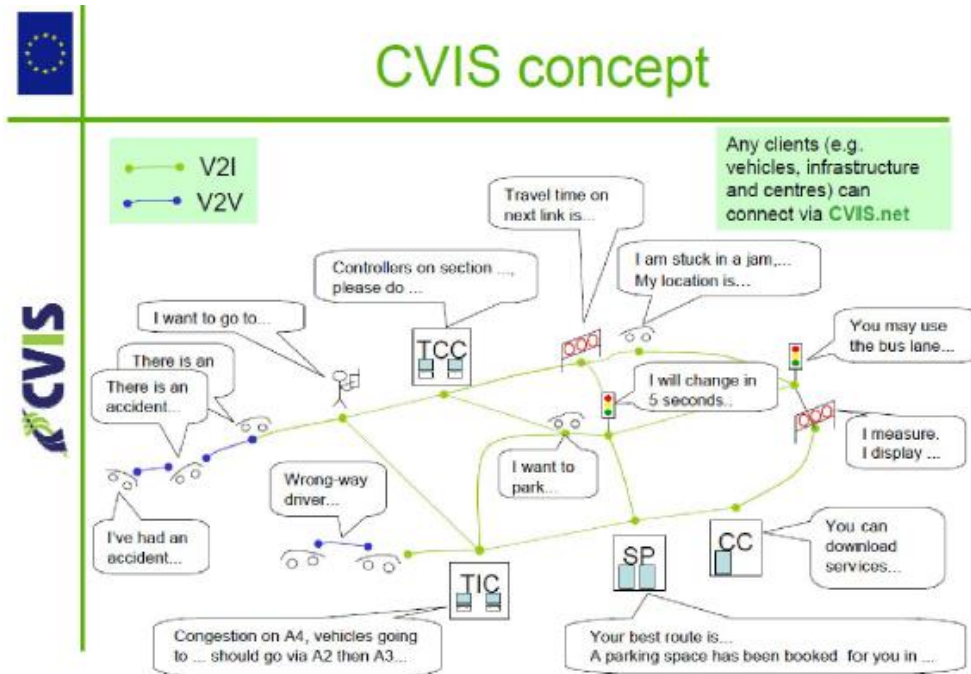 CVIS concept
V2I
V2V
Any clients (e.g.
vehicles, infrastructure
and centres) can
connect via CVIIS.net
Travel time on
next link is...
Controllers on section ...,
please do ...
I am stuck in a jam,...
My location is...
I want to go to...
You may use
the bus lane...
There is an
There is an
accident...
TCC
I will change in
5 seconds..
I measure.
I display ...
I want to
park...
Wrong-way
driver...
I've had an
accident...
You can
download
services...
TIC
SP
CC
Congestion on A4, vehicles going
to ... should go via A2 then A3...
Your best route is...
A parking space has been booked for you in ...
CVIS